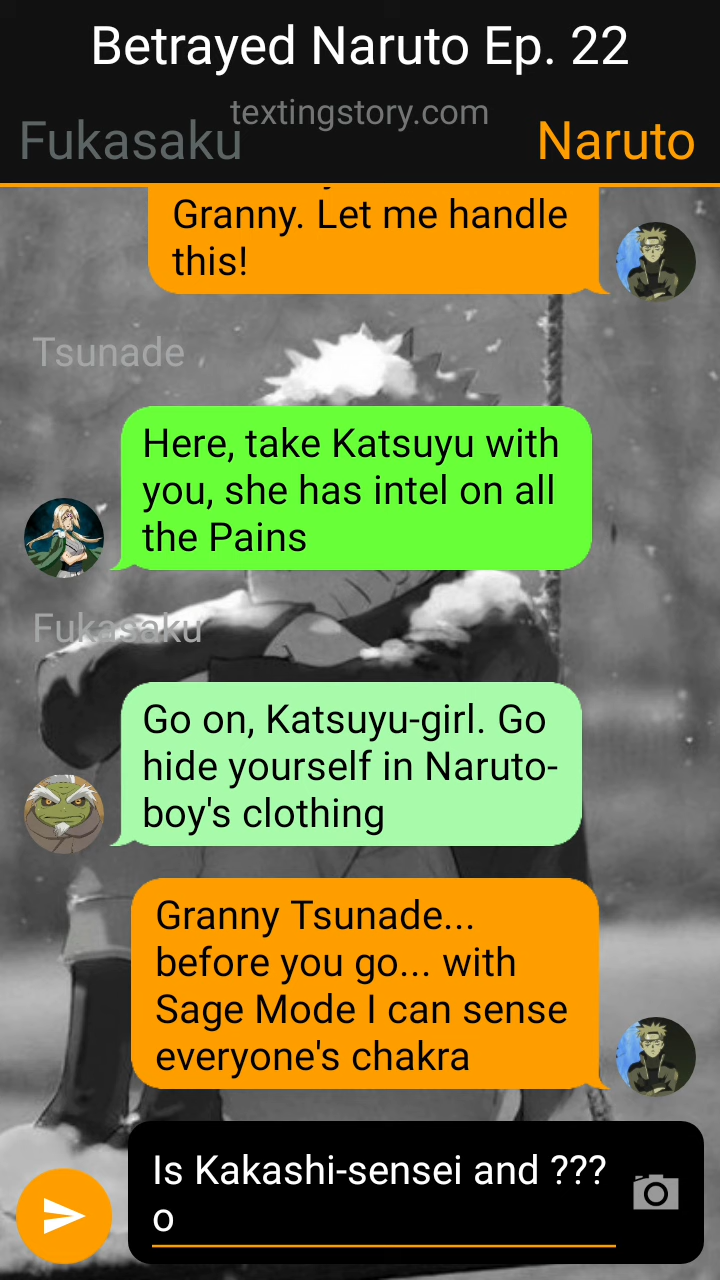 Betrayed Naruto Ep. 22
textingstory.com
Fukasaku
Naruto
Granny. Let me handle
this!
Tsunade
Here, take Katsuyu with
you, she has intel on all
the Pains
Fukasaku
Go on, Katsuyu-girl. Go
hide yourself in Naruto-
boy's clothing
Granny Tsunade...
before you go... with
Sage Mode I can sense
everyone's chakra
Is Kakashi-sensei and ???
o